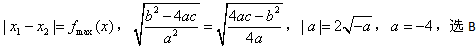 | x₁ − x₂ |= f_max(x)，√((b² − 4ac)/a²) = √((4ac − b²)/4a)，| a |= 2√(−a)，a = −4，选 B